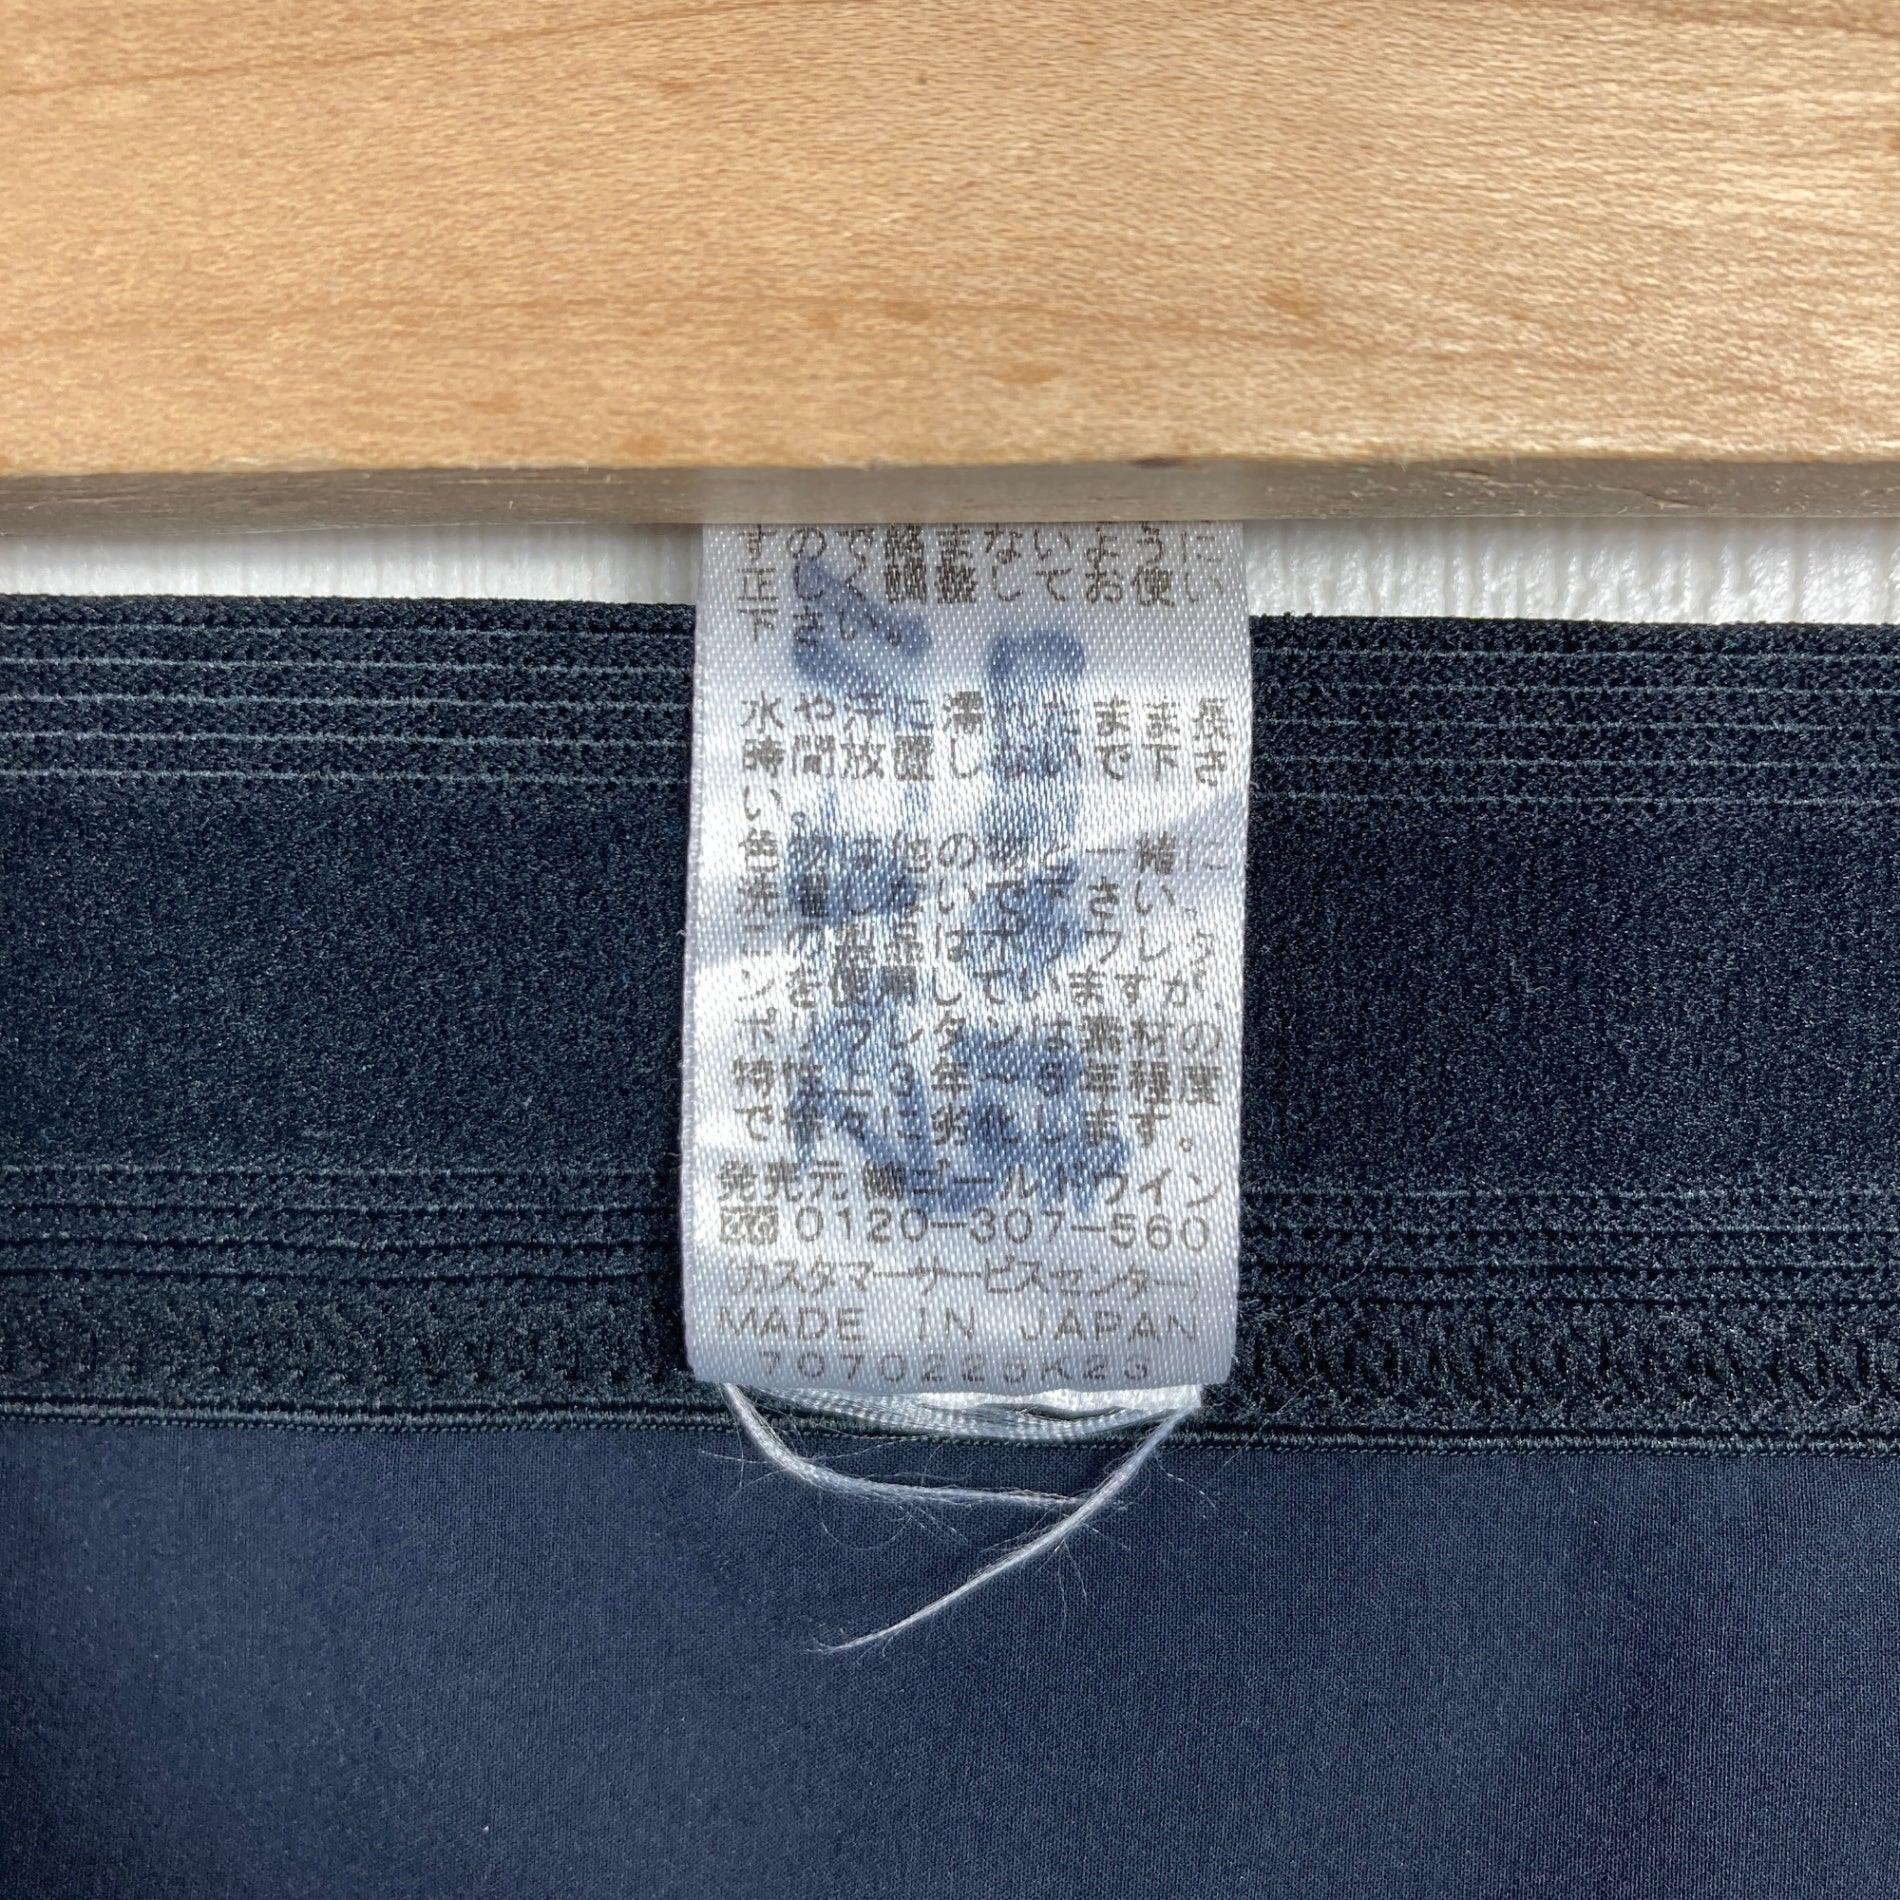 すので絡まないように
正しく調整してお使い
下さい。
水や汗に濡れたまま長
時間放置しないで下さ
い。
色の濃い他のものと一緒に
洗濯しないで下さい。
この製品はポリウレタ
ンを使用していますが、
ポリウレタンは素材の
特性上2年~3年程度
で徐々に劣化します。
発売元㈱ゴールドウイン
0120-307-560
(カスタマーサービスセンター)
MADE IN JAPAN